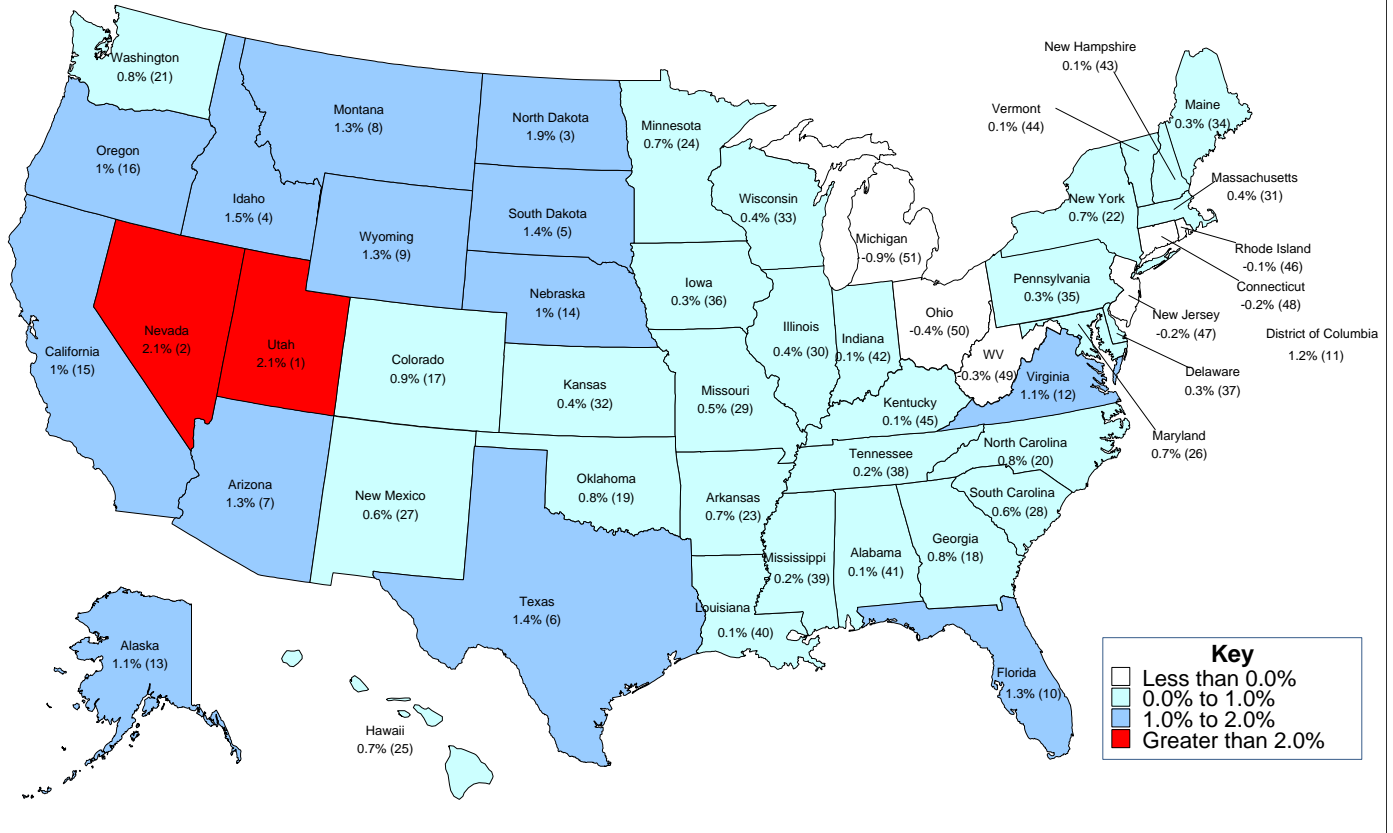 Washington
0.8% (21)
Oregon
1% (16)
California
1% (15)
Idaho
1.5% (4)
Nevada
2.1% (2)
Utah
2.1% (1)
Arizona
1.3% (7)
Montana
1.3% (8)
Wyoming
1.3% (9)
Colorado
0.9% (17)
New Mexico
0.6% (27)
North Dakota
1.9% (3)
South Dakota
1.4% (5)
Nebraska
1% (14)
Kansas
0.4% (32)
Oklahoma
0.8% (19)
Texas
1.4% (6)
Minnesota
0.7% (24)
Iowa
0.3% (36)
Missouri
0.5% (29)
Arkansas
0.7% (23)
Louisiana
0.1% (40)
Wisconsin
0.4% (33)
Illinois
0.4% (30)
Michigan
-0.9% (51)
Indiana
0.1% (42)
Ohio
-0.4% (50)
WV
-0.3% (49)
Kentucky
0.1% (45)
Tennessee
0.2% (38)
Mississippi
0.2% (39)
Alabama
0.1% (41)
Georgia
0.8% (18)
Florida
1.3% (10)
South Carolina
0.6% (28)
North Carolina
0.8% (20)
Virginia
1.1% (12)
Pennsylvania
0.3% (35)
New York
0.7% (22)
Vermont
0.1% (44)
New Hampshire
0.1% (43)
Maine
0.3% (34)
Massachusetts
0.4% (31)
Rhode Island
-0.1% (46)
Connecticut
-0.2% (48)
New Jersey
-0.2% (47)
District of Columbia
1.2% (11)
Delaware
0.3% (37)
Maryland
0.7% (26)
Alaska
1.1% (13)
Hawaii
0.7% (25)
Key
Less than 0.0%
0.0% to 1.0%
1.0% to 2.0%
Greater than 2.0%